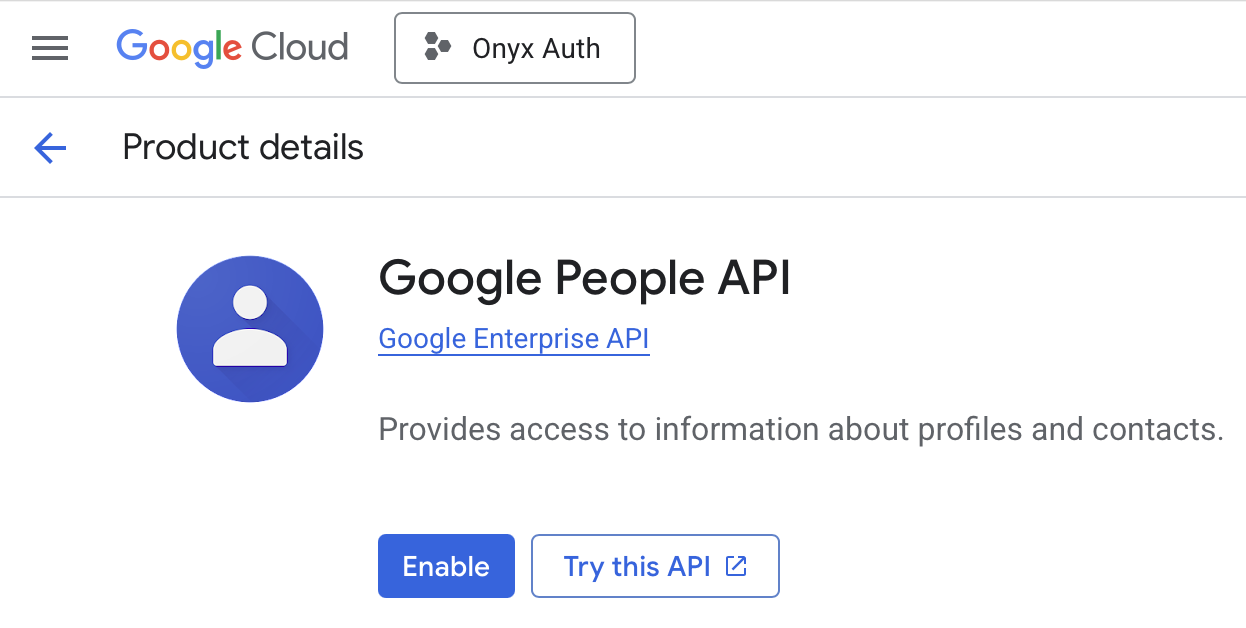 Google Cloud
Onyx Auth
Product details
Google People API
Google Enterprise API
Provides access to information about profiles and contacts.
Enable
Try this API